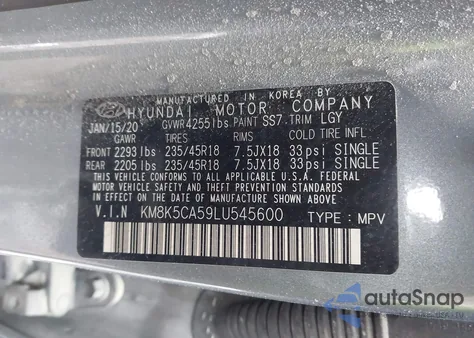 MANUFACTURED IN KOREA BY
HYUNDAI MOTOR COMPANY
JAN/15/20 GVWR 4255lbs.PAINT SS7.TRIM LGY
GAWR TIRES RIMS COLD TIRE INFL
FRONT 2293lbs 235/45R18 7.5JX18 33psi SINGLE
REAR 2205lbs 235/45R18 7.5JX18 33psi SINGLE
THIS VEHICLE CONFORMS TO ALL APPLICABLE U.S.A. FEDERAL
MOTOR VEHICLE SAFETY AND THEFT PREVENTION STANDARDS
IN EFFECT ON THE DATE OF MANUFACTURE SHOWN ABOVE.
V.I.N KM8K5CA59LU545600 TYPE : MPV
autaSnap